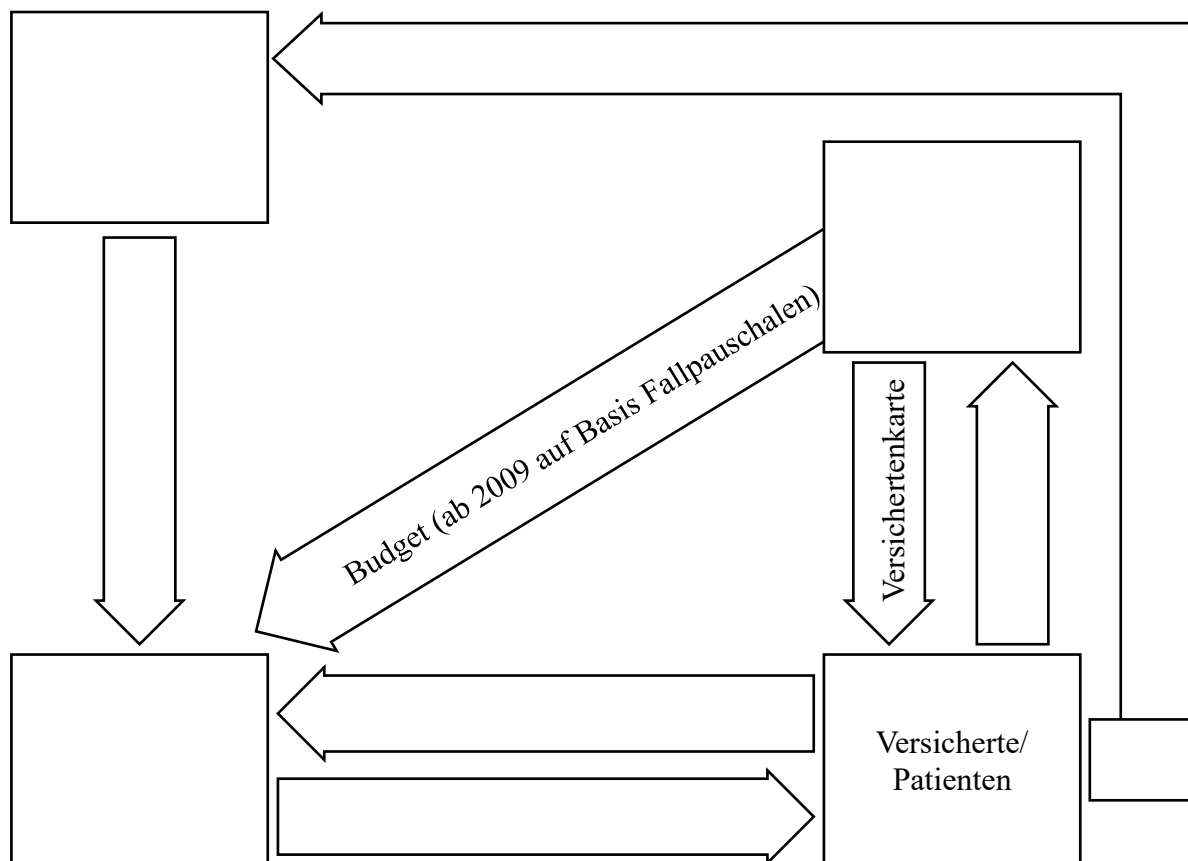 Budget (ab 2009 auf Basis Fallpauschalen)
Versichertenkarte
Versicherte/
Patienten